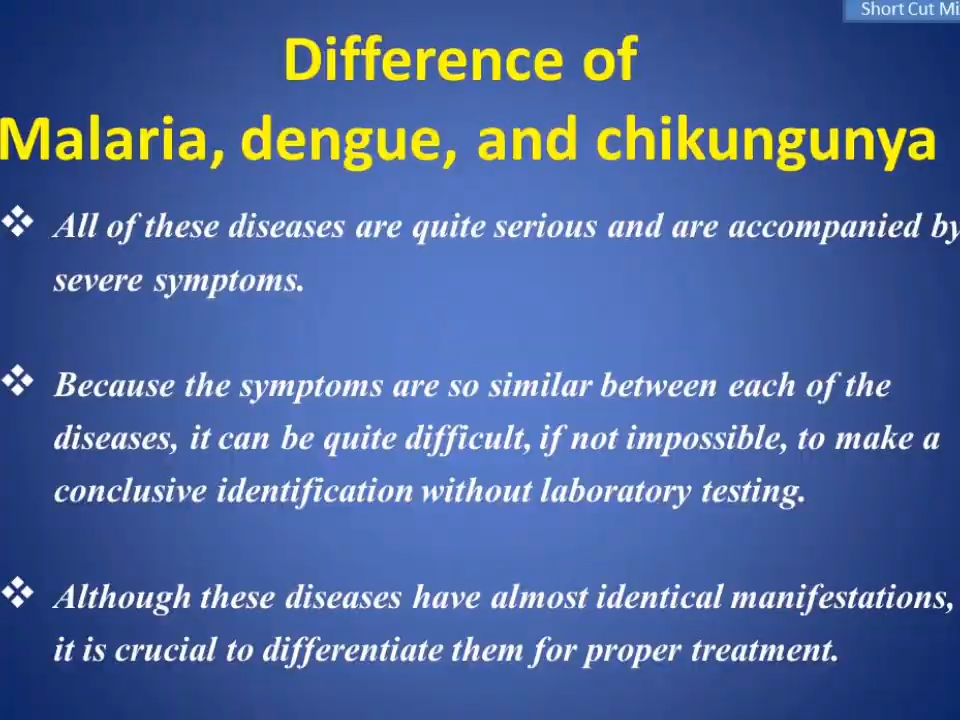 Short Cut Mi
Difference of
Malaria, dengue, and chikungunya
❖ All of these diseases are quite serious and are accompanied by
severe symptoms.
❖ Because the symptoms are so similar between each of the
diseases, it can be quite difficult, if not impossible, to make a
conclusive identification without laboratory testing.
❖ Although these diseases have almost identical manifestations,
it is crucial to differentiate them for proper treatment.